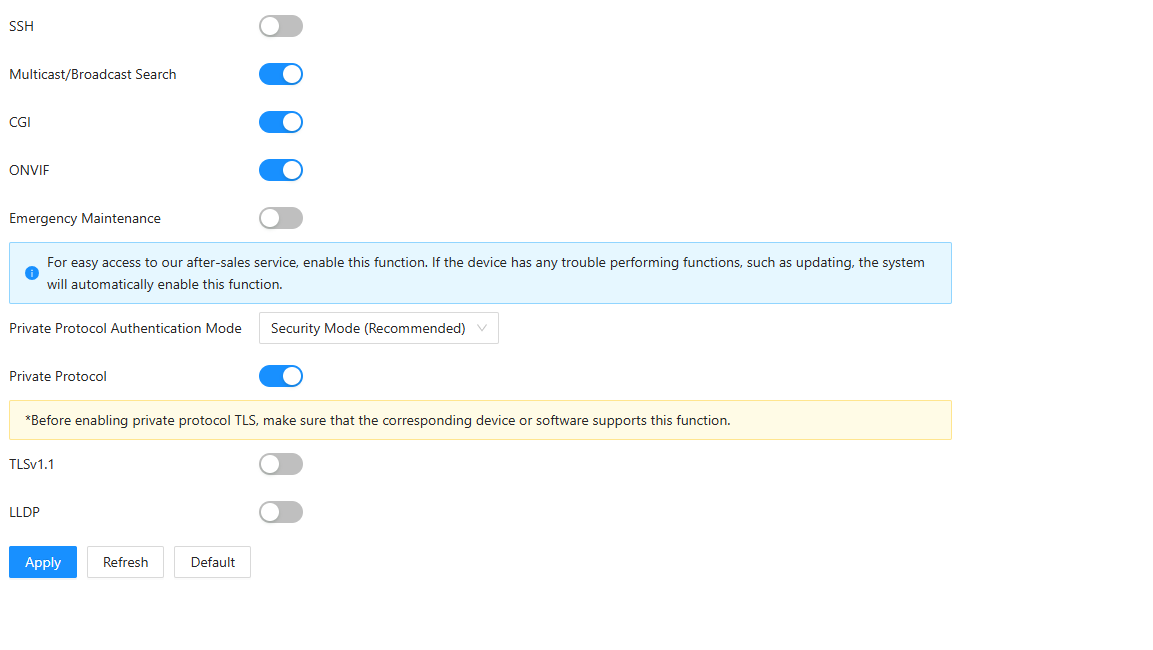 SSH
Multicast/Broadcast Search
CGI
ONVIF
Emergency Maintenance
For easy access to our after-sales service, enable this function. If the device has any trouble performing functions, such as updating, the system
will automatically enable this function.
Private Protocol Authentication Mode Security Mode (Recommended)
Private Protocol
*Before enabling private protocol TLS, make sure that the corresponding device or software supports this function.
TLSv1.1
LLDP
Apply Refresh Default